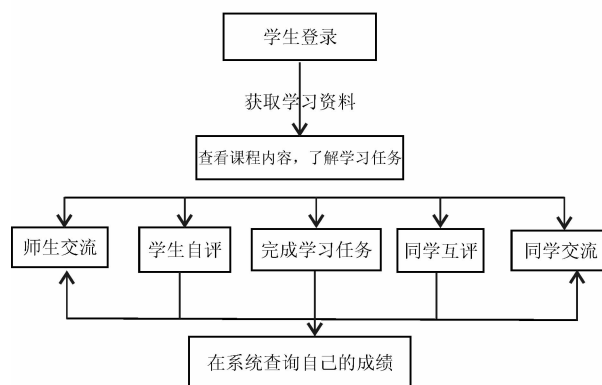 学生登录
获取学习资料
查看课程内容，了解学习任务
师生交流
学生自评
完成学习任务
同学互评
同学交流
在系统查询自己的成绩